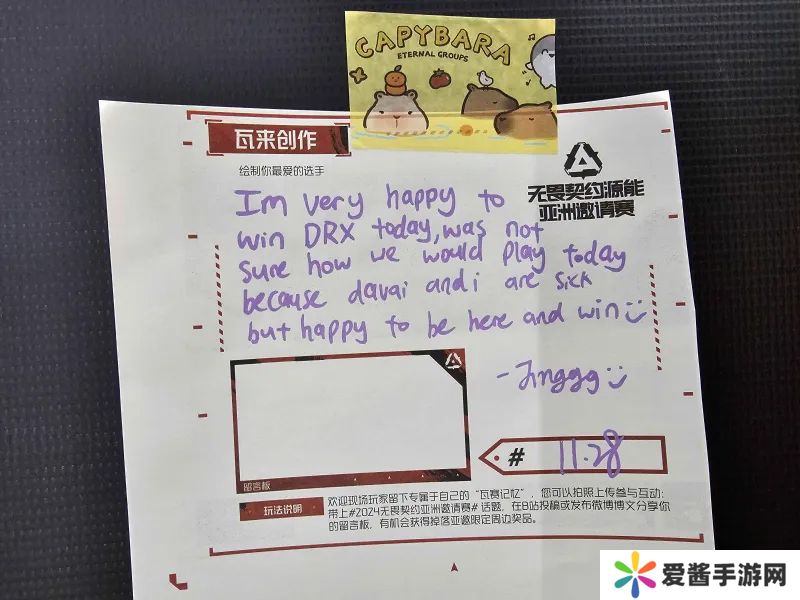 CAPYBARA
ETERNAL GROUPS
瓦来创作
绘制你最爱的选手
无畏契约源能
亚洲邀请赛
Im very happy to
win DRX today, was not
sure how we would play today
because davai and i are sick
but happy to be here and win
- Jinggg
留言板
# 11.28
玩法说明
欢迎现场玩家留下专属于自己的“瓦赛记忆”，您可以拍照上传参与互动：
带上#2024无畏契约亚洲邀请赛# 话题，在B站投稿或发布微博博文分享你
的留言板，有机会获得掉落亚邀限定周边奖品。
爱酱手游网